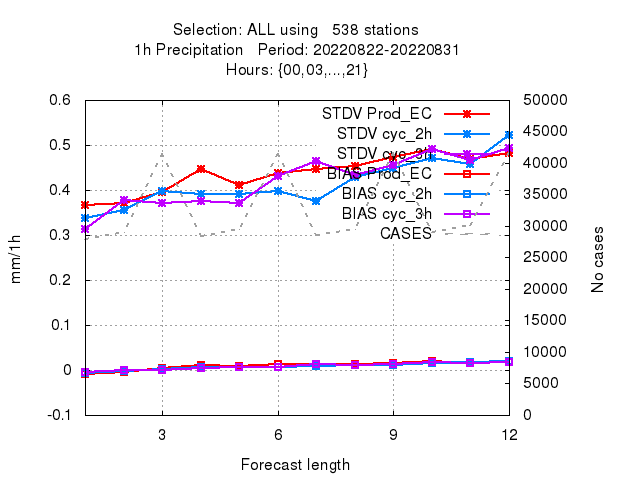 Selection: ALL using   538 stations
1h Precipitation   Period: 20220822-20220831
Hours: {00,03,...,21}
0.6
0.5
0.4
0.3
0.2
0.1
0
-0.1
mm/1h
50000
45000
40000
35000
30000
25000
20000
15000
10000
5000
0
No cases
STDV Prod_EC
STDV cyc_2h
STDV cyc_3h
BIAS Prod_EC
BIAS cyc_2h
BIAS cyc_3h
CASES
3 6 9 12
Forecast length